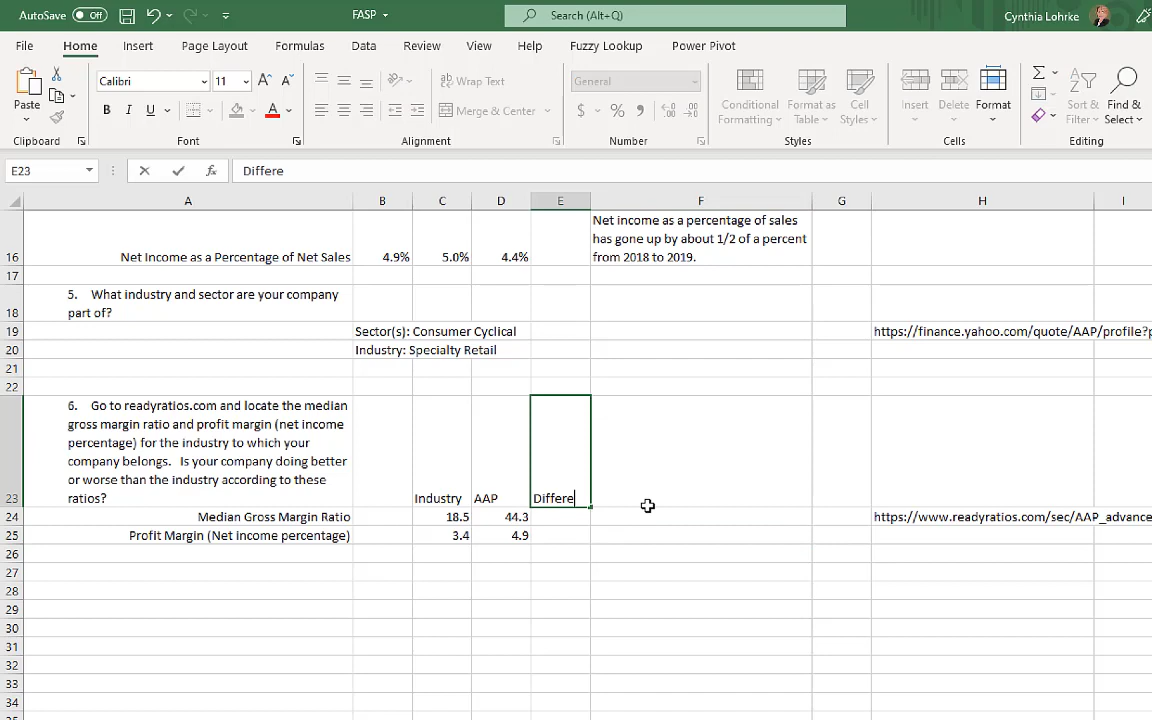 AutoSave Off FASP Search (Alt+Q) Cynthia Lohrke
File Home Insert Page Layout Formulas Data Review View Help Fuzzy Lookup Power Pivot
Paste
Calibri 11
B I U A
ab Wrap Text
Merge & Center
General
$ % ,
Conditional Formatting
Format as Table
Cell Styles
Insert Delete Format
Sort & Filter
Find & Select
Clipboard Font Alignment Number Styles Cells Editing
E23 fx Differe
A B C D E F G H I
Net income as a percentage of sales
has gone up by about 1/2 of a percent
16 Net Income as a Percentage of Net Sales 4.9% 5.0% 4.4% from 2018 to 2019.
17
5. What industry and sector are your company
18 part of?
19 Sector(s): Consumer Cyclical https://finance.yahoo.com/quote/AAP/profile?p
20 Industry: Specialty Retail
21
22
6. Go to readyratios.com and locate the median
gross margin ratio and profit margin (net income
percentage) for the industry to which your
company belongs. Is your company doing better
or worse than the industry according to these
23 ratios? Industry AAP Differe
24 Median Gross Margin Ratio 18.5 44.3 https://www.readyratios.com/sec/AAP_advance
25 Profit Margin (Net income percentage) 3.4 4.9
26
27
28
29
30
31
32
33
34